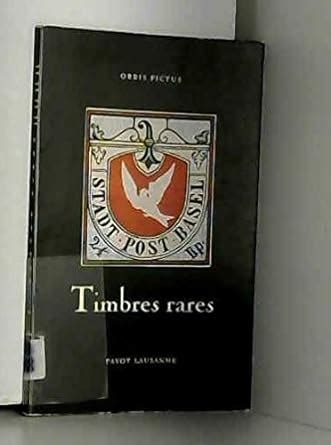 ORBIS PICTUS
STADT·POST·BASEL
2½ RP.
Timbres rares
PAYOT LAUSANNE